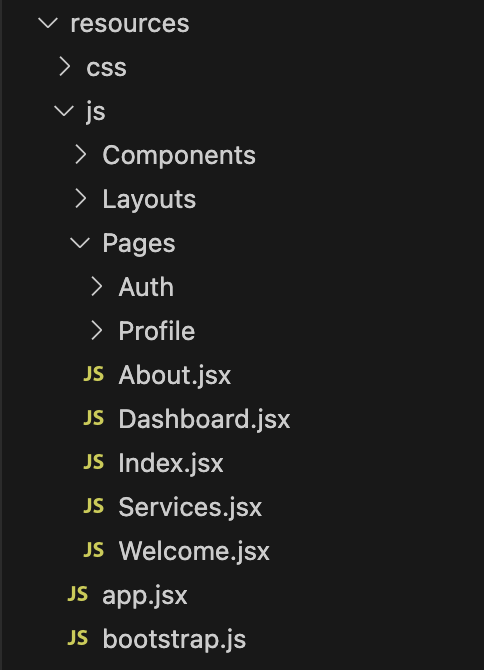 resources
css
js
Components
Layouts
Pages
Auth
Profile
JS About.jsx
JS Dashboard.jsx
JS Index.jsx
JS Services.jsx
JS Welcome.jsx
JS app.jsx
JS bootstrap.js